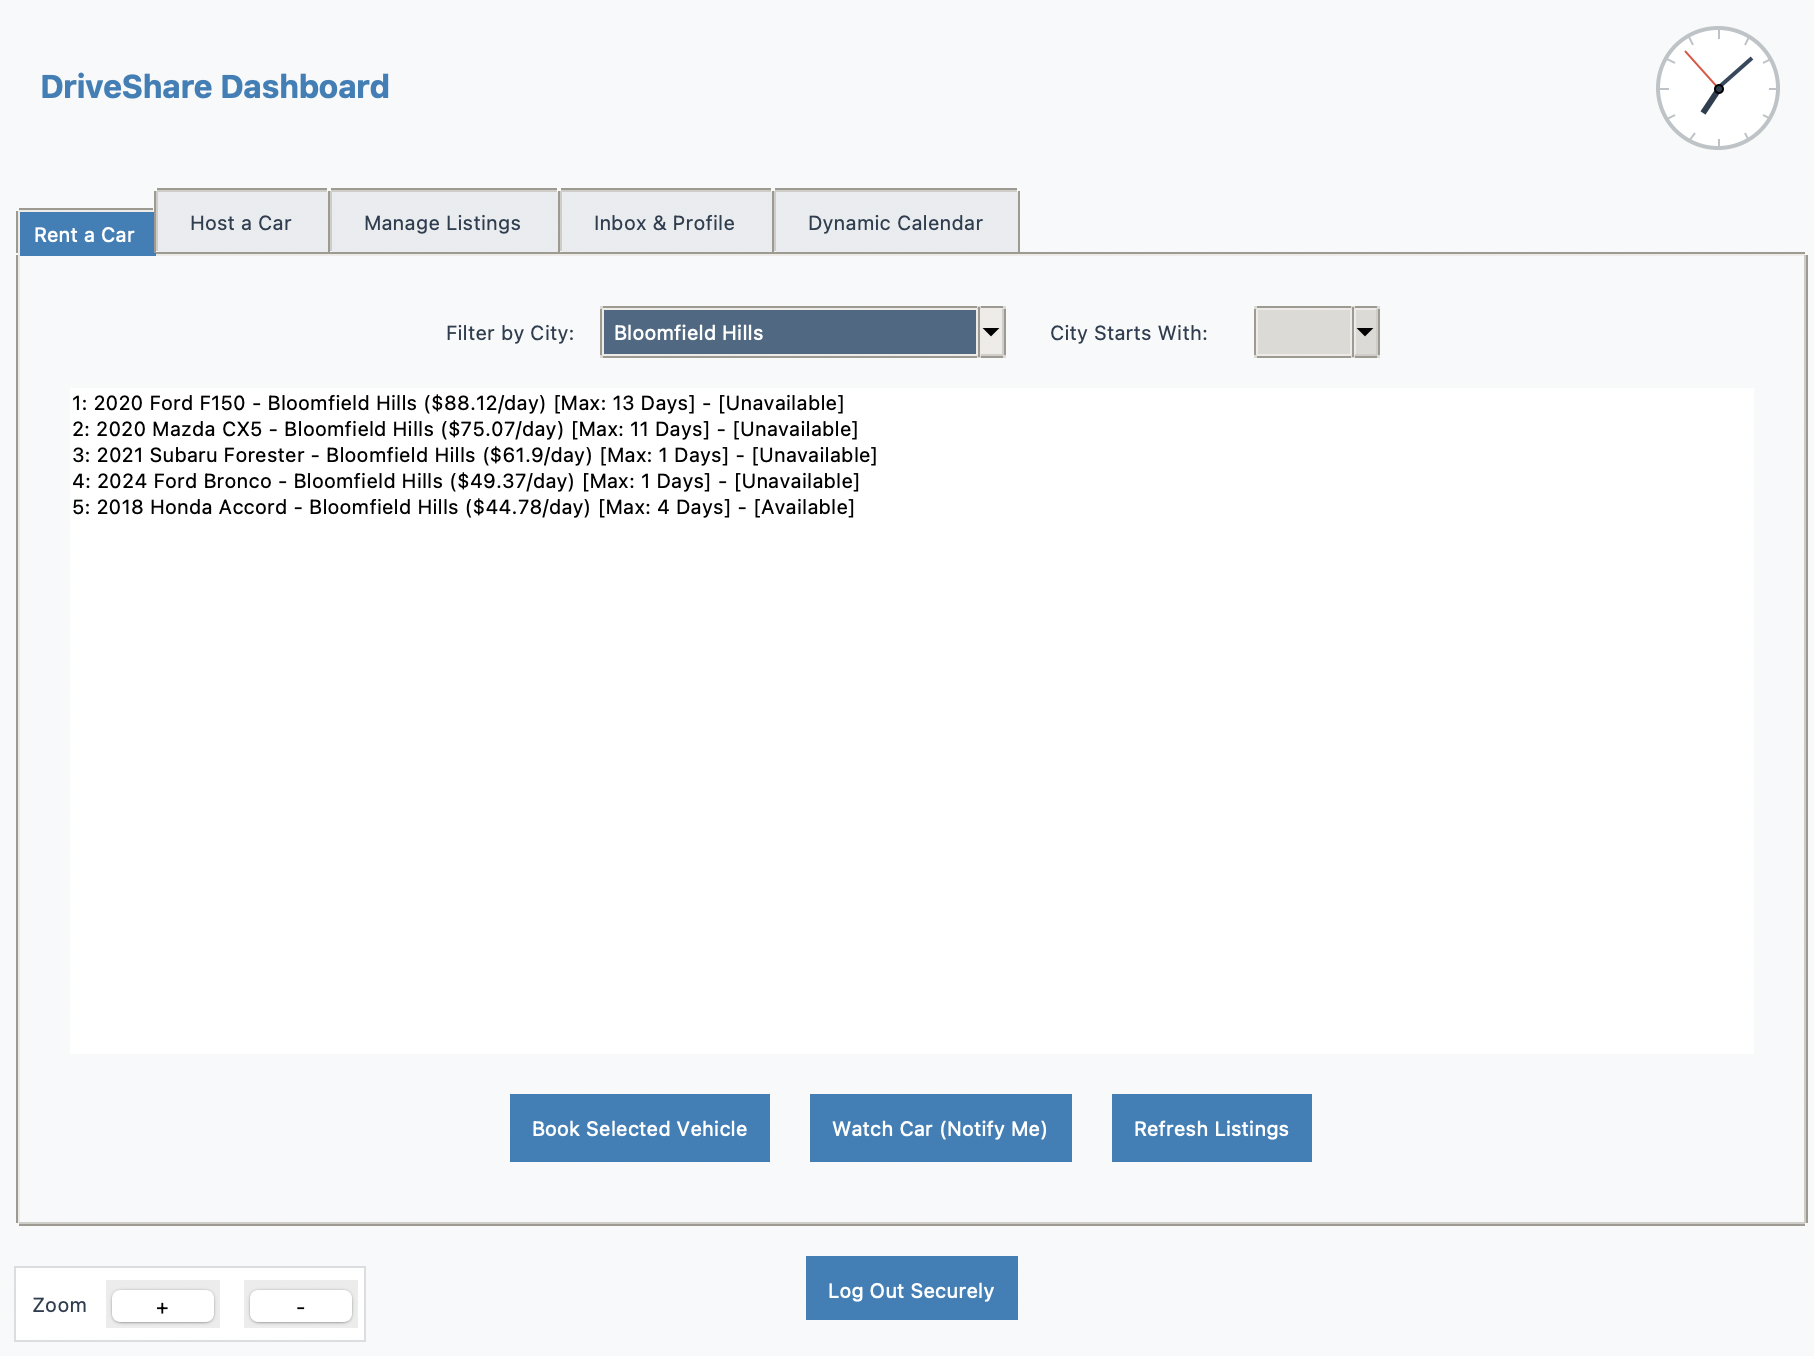 DriveShare Dashboard
Rent a Car
Host a Car
Manage Listings
Inbox & Profile
Dynamic Calendar
Filter by City:
Bloomfield Hills
City Starts With:
1: 2020 Ford F150 - Bloomfield Hills ($88.12/day) [Max: 13 Days] - [Unavailable]
2: 2020 Mazda CX5 - Bloomfield Hills ($75.07/day) [Max: 11 Days] - [Unavailable]
3: 2021 Subaru Forester - Bloomfield Hills ($61.9/day) [Max: 1 Days] - [Unavailable]
4: 2024 Ford Bronco - Bloomfield Hills ($49.37/day) [Max: 1 Days] - [Unavailable]
5: 2018 Honda Accord - Bloomfield Hills ($44.78/day) [Max: 4 Days] - [Available]
Book Selected Vehicle
Watch Car (Notify Me)
Refresh Listings
Zoom
+
-
Log Out Securely